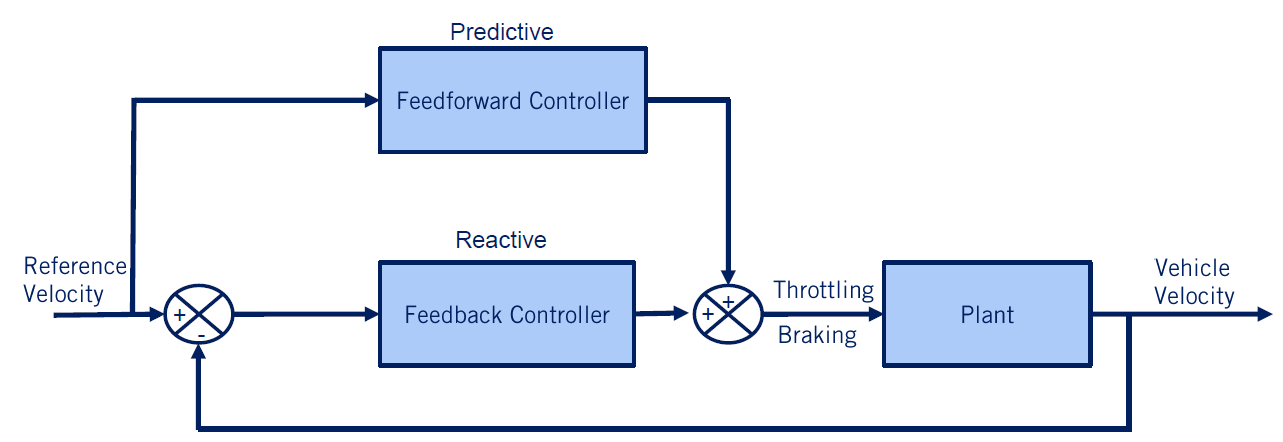 Predictive
Feedforward Controller
Reactive
Reference
Velocity
+
-
Feedback Controller
+
+
Throttling
Braking
Plant
Vehicle
Velocity